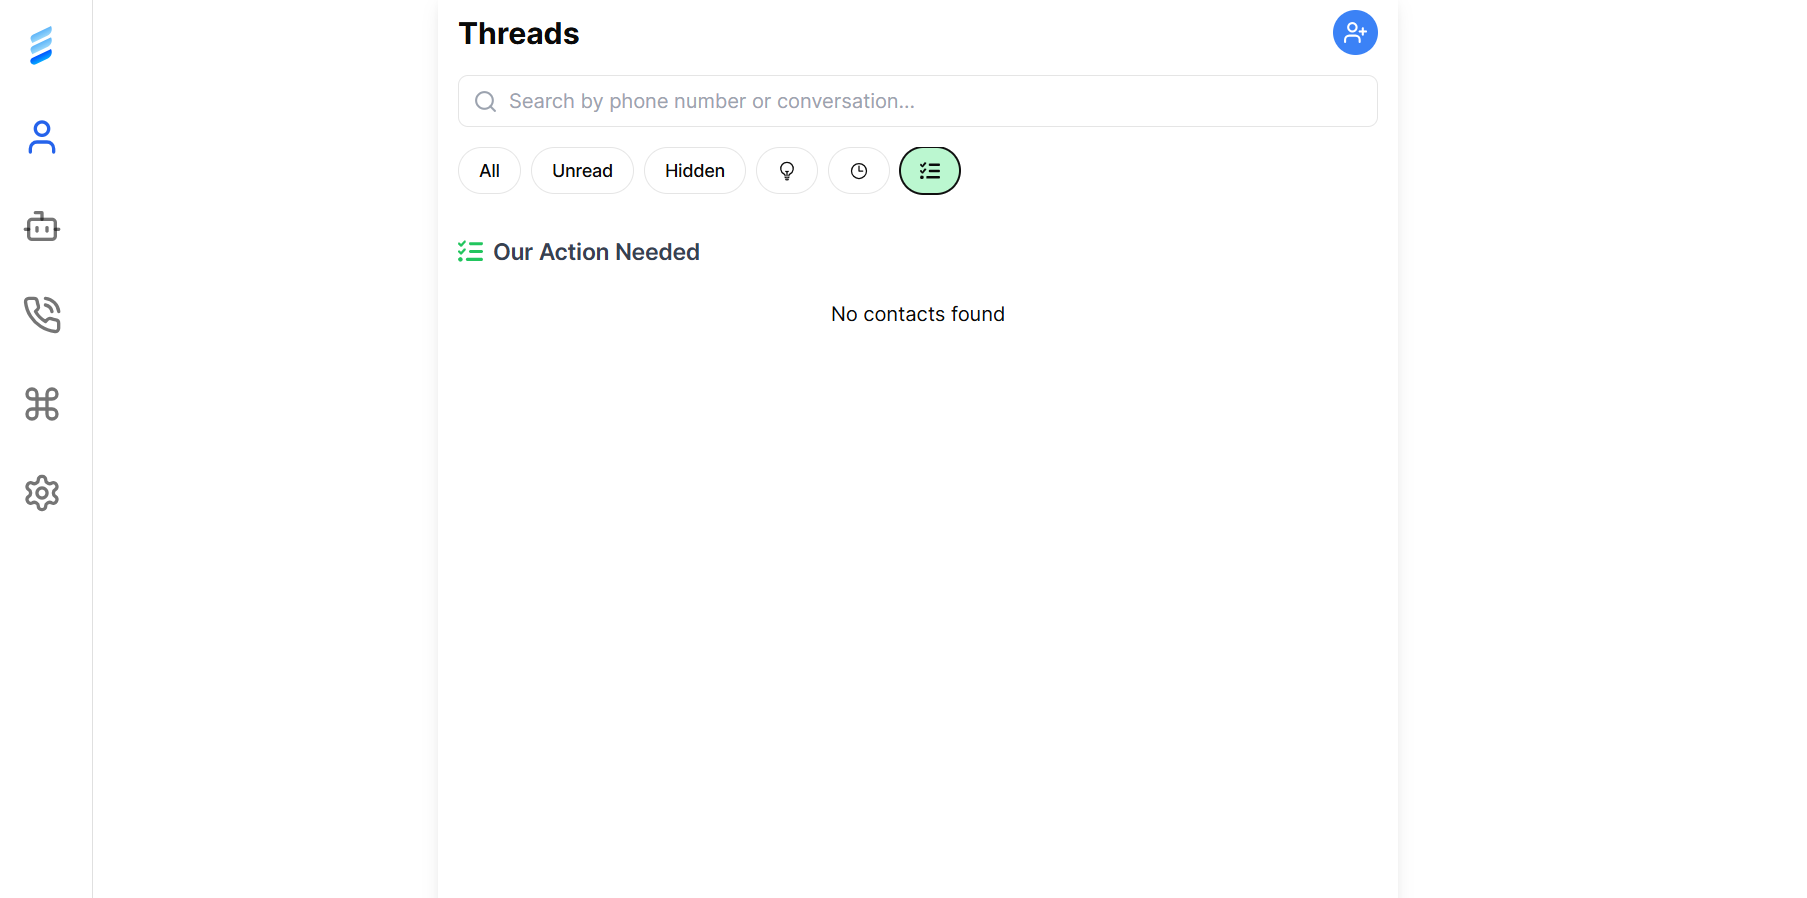 Threads
Search by phone number or conversation...
All Unread Hidden
Our Action Needed
No contacts found